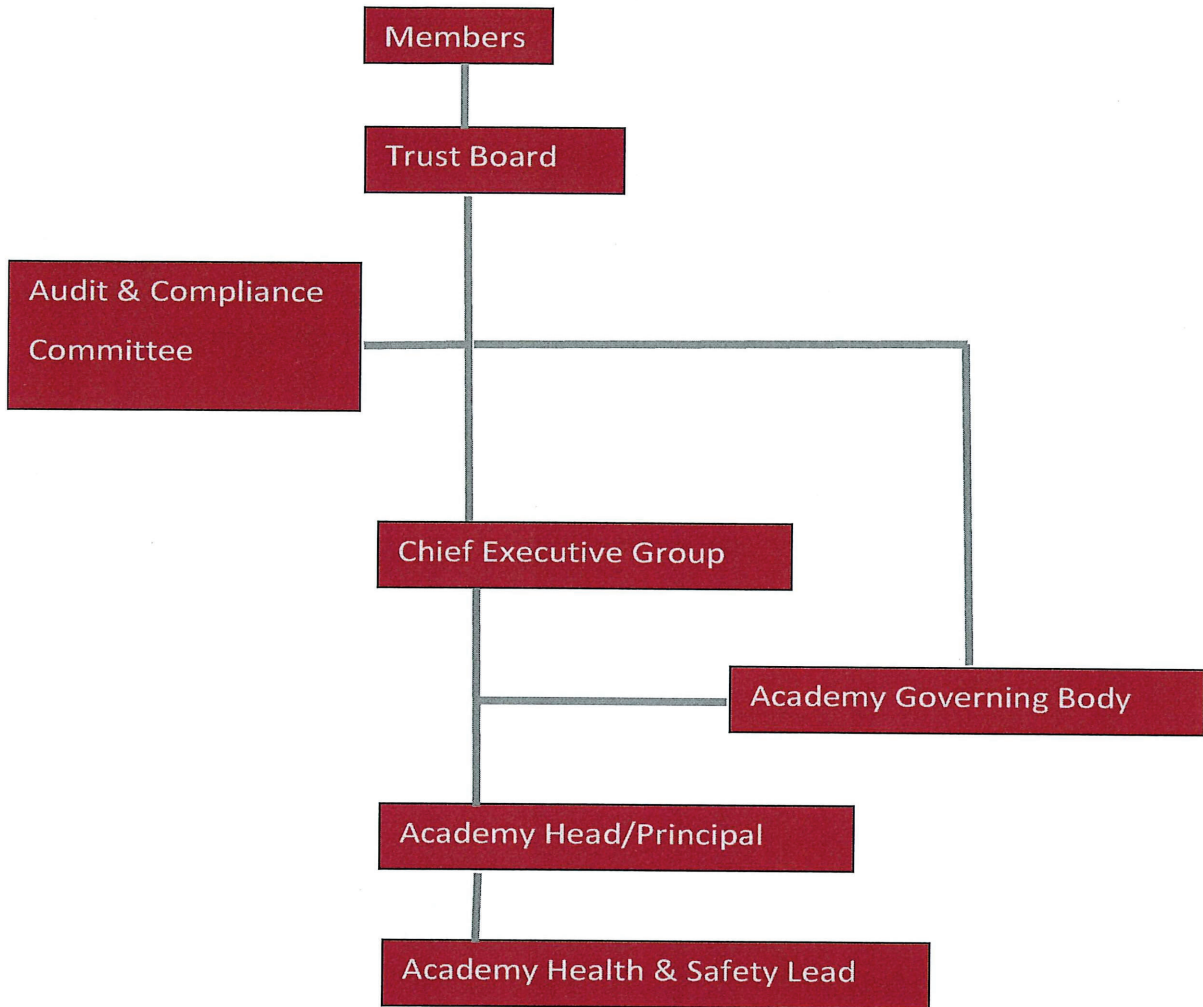 Members
Trust Board
Audit & Compliance
Committee
Chief Executive Group
Academy Governing Body
Academy Head/Principal
Academy Health & Safety Lead